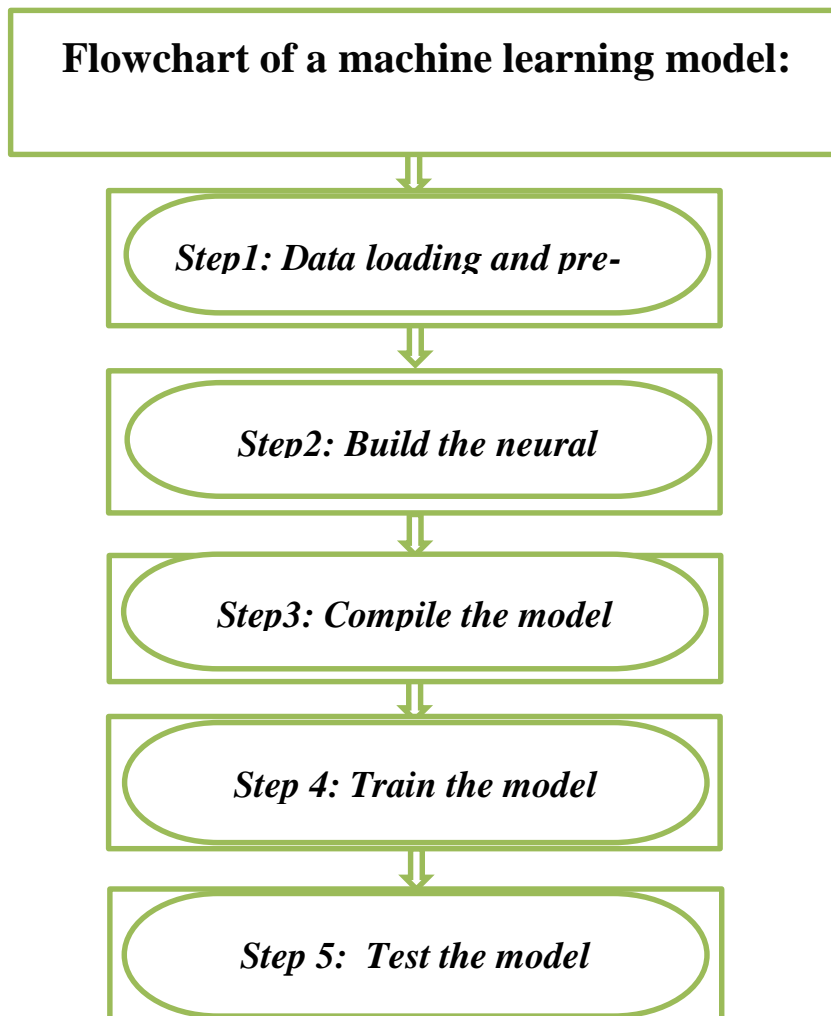 Flowchart of a machine learning model:
Step1: Data loading and pre-
Step2: Build the neural
Step3: Compile the model
Step 4: Train the model
Step 5: Test the model